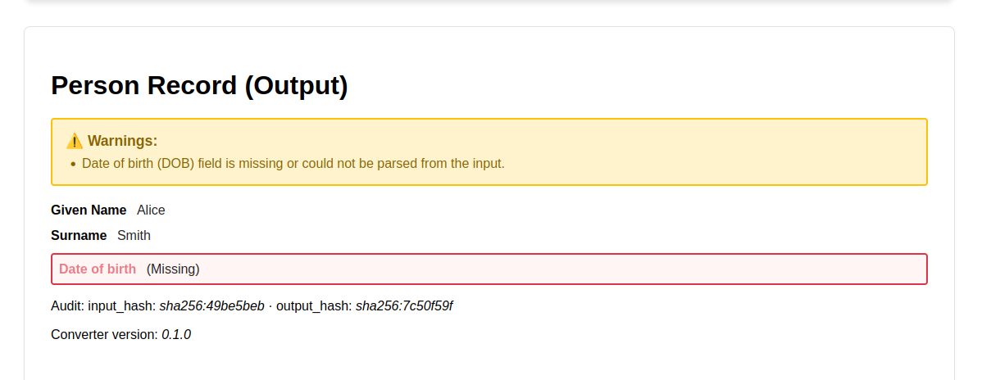 Person Record (Output)
⚠️ Warnings:
• Date of birth (DOB) field is missing or could not be parsed from the input.
Given Name Alice
Surname Smith
Date of birth (Missing)
Audit: input_hash: sha256:49be5beb · output_hash: sha256:7c50f59f
Converter version: 0.1.0